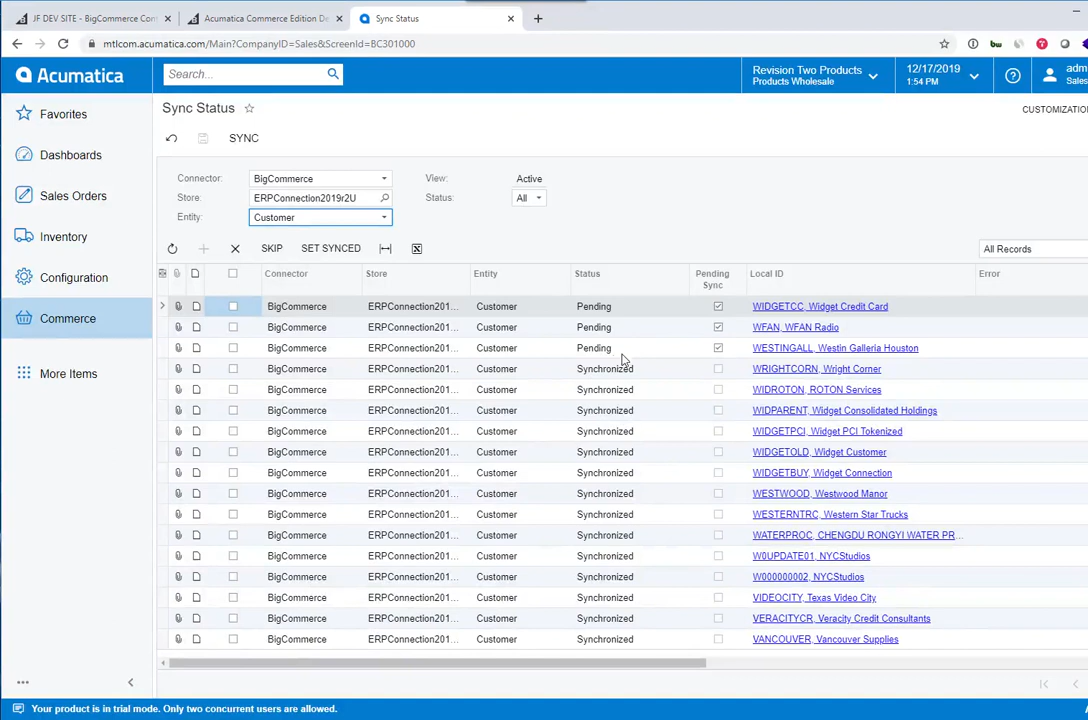 JF DEV SITE - BigCommerce Con
Acumatica Commerce Edition De
Sync Status
mtlcom.acumatica.com/Main?CompanyID=Sales&ScreenId=BC301000
Acumatica
Search...
Revision Two Products
Products Wholesale
12/17/2019
1:54 PM
adm
Sales
Favorites
Dashboards
Sales Orders
Inventory
Configuration
Commerce
More Items
Sync Status
CUSTOMIZATIO
SYNC
Connector: BigCommerce View: Active
Store: ERPConnection2019r2U Status: All
Entity: Customer
SKIP SET SYNCED
All Records
Connector Store Entity Status Pending Sync Local ID Error
BigCommerce ERPConnection201... Customer Pending WIDGETCC, Widget Credit Card
BigCommerce ERPConnection201... Customer Pending WFAN, WFAN Radio
BigCommerce ERPConnection201... Customer Pending WESTINGALL, Westin Galleria Houston
BigCommerce ERPConnection201... Customer Synchronized WRIGHTCORN, Wright Corner
BigCommerce ERPConnection201... Customer Synchronized WIDROTON, ROTON Services
BigCommerce ERPConnection201... Customer Synchronized WIDPARENT, Widget Consolidated Holdings
BigCommerce ERPConnection201... Customer Synchronized WIDGETPCI, Widget PCI Tokenized
BigCommerce ERPConnection201... Customer Synchronized WIDGETOLD, Widget Customer
BigCommerce ERPConnection201... Customer Synchronized WIDGETBUY, Widget Connection
BigCommerce ERPConnection201... Customer Synchronized WESTWOOD, Westwood Manor
BigCommerce ERPConnection201... Customer Synchronized WESTERNTRC, Western Star Trucks
BigCommerce ERPConnection201... Customer Synchronized WATERPROC, CHENGDU RONGYI WATER PR...
BigCommerce ERPConnection201... Customer Synchronized W0UPDATE01, NYCStudios
BigCommerce ERPConnection201... Customer Synchronized W000000002, NYCStudios
BigCommerce ERPConnection201... Customer Synchronized VIDEOCITY, Texas Video City
BigCommerce ERPConnection201... Customer Synchronized VERACITYCR, Veracity Credit Consultants
BigCommerce ERPConnection201... Customer Synchronized VANCOUVER, Vancouver Supplies
Your product is in trial mode. Only two concurrent users are allowed.